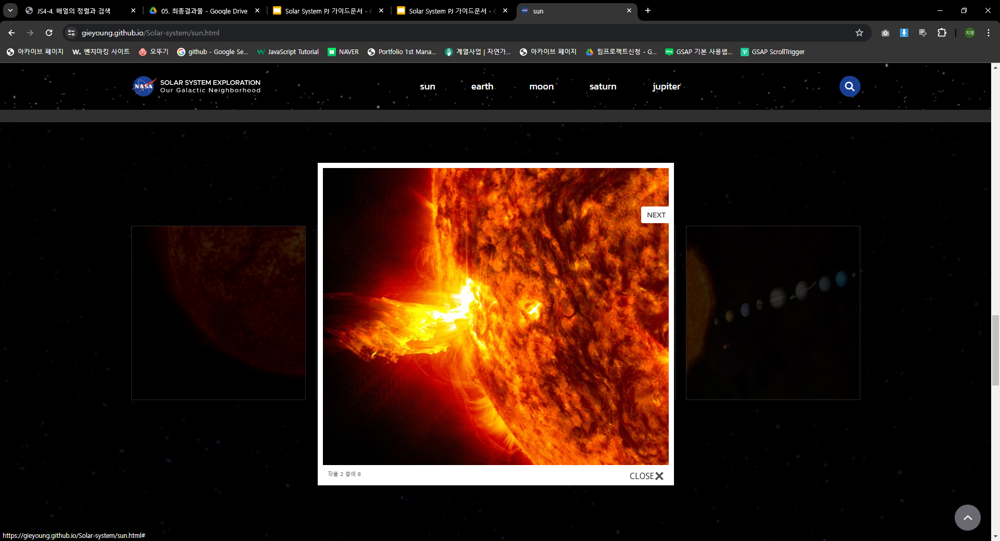 JS4-4. 배열의 정렬과 검색
05. 최종결과물 - Google Drive
Solar System PJ 가이드문서 - G
Solar System PJ 가이드문서 - G
sun
gieyoung.github.io/Solar-system/sun.html
지영
아카이브 페이지
W. 벤치마킹 사이트
오뚜기
github - Google Se...
JavaScript Tutorial
N NAVER
Portfolio 1st Mana...
계열사업 | 자연가...
아카이브 페이지
팀프로젝트신청 - G...
blog GSAP 기본 사용법...
V GSAP ScrollTrigger
NASA
SOLAR SYSTEM EXPLORATION
Our Galactic Neighborhood
sun
earth
moon
saturn
jupiter
NEXT
작품 2 중에 8
CLOSE
https://gieyoung.github.io/Solar-system/sun.html#